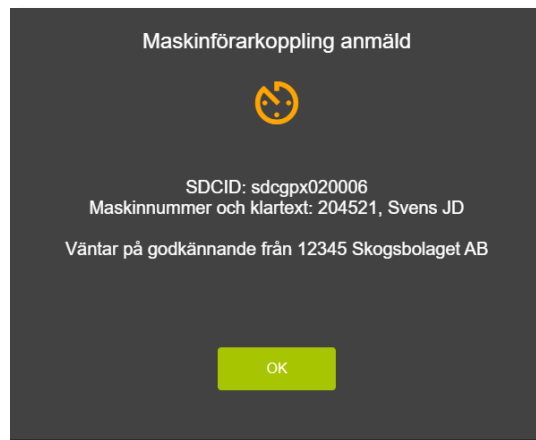 Maskinförarkoppling anmäld
SDCID: sdcgpx020006
Maskinnummer och klartext: 204521, Svens JD
Väntar på godkännande från 12345 Skogsbolaget AB
OK